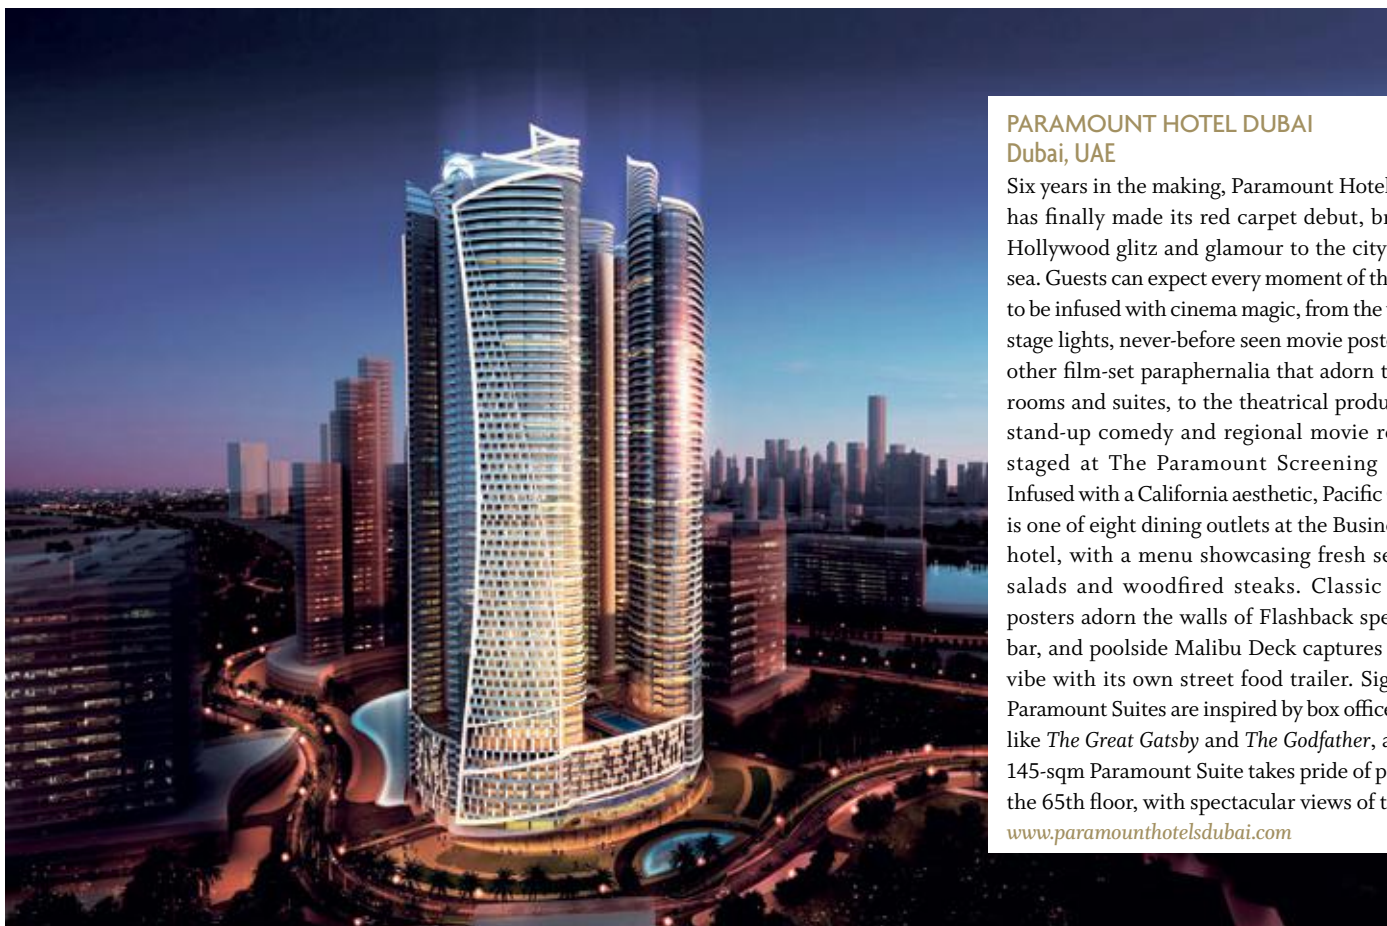 PARAMOUNT HOTEL DUBAI
Dubai, UAE
Six years in the making, Paramount Hotel
has finally made its red carpet debut, br
Hollywood glitz and glamour to the city
sea. Guests can expect every moment of th
to be infused with cinema magic, from the
stage lights, never-before seen movie poste
other film-set paraphernalia that adorn t
rooms and suites, to the theatrical produ
stand-up comedy and regional movie re
staged at The Paramount Screening
Infused with a California aesthetic, Pacific
is one of eight dining outlets at the Busine
hotel, with a menu showcasing fresh se
salads and woodfired steaks. Classic
posters adorn the walls of Flashback spe
bar, and poolside Malibu Deck captures
vibe with its own street food trailer. Sig
Paramount Suites are inspired by box office
like The Great Gatsby and The Godfather, a
145-sqm Paramount Suite takes pride of p
the 65th floor, with spectacular views of t
www.paramounthotelsdubai.com